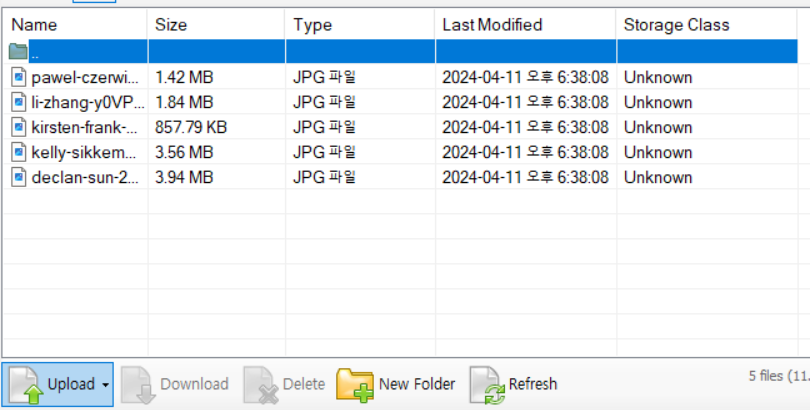 Name Size Type Last Modified Storage Class
..
pawel-czerwi... 1.42 MB JPG 파일 2024-04-11 오후 6:38:08 Unknown
li-zhang-y0VP... 1.84 MB JPG 파일 2024-04-11 오후 6:38:08 Unknown
kirsten-frank-... 857.79 KB JPG 파일 2024-04-11 오후 6:38:08 Unknown
kelly-sikkem... 3.56 MB JPG 파일 2024-04-11 오후 6:38:08 Unknown
declan-sun-2... 3.94 MB JPG 파일 2024-04-11 오후 6:38:08 Unknown
Upload Download Delete New Folder Refresh 5 files (11.